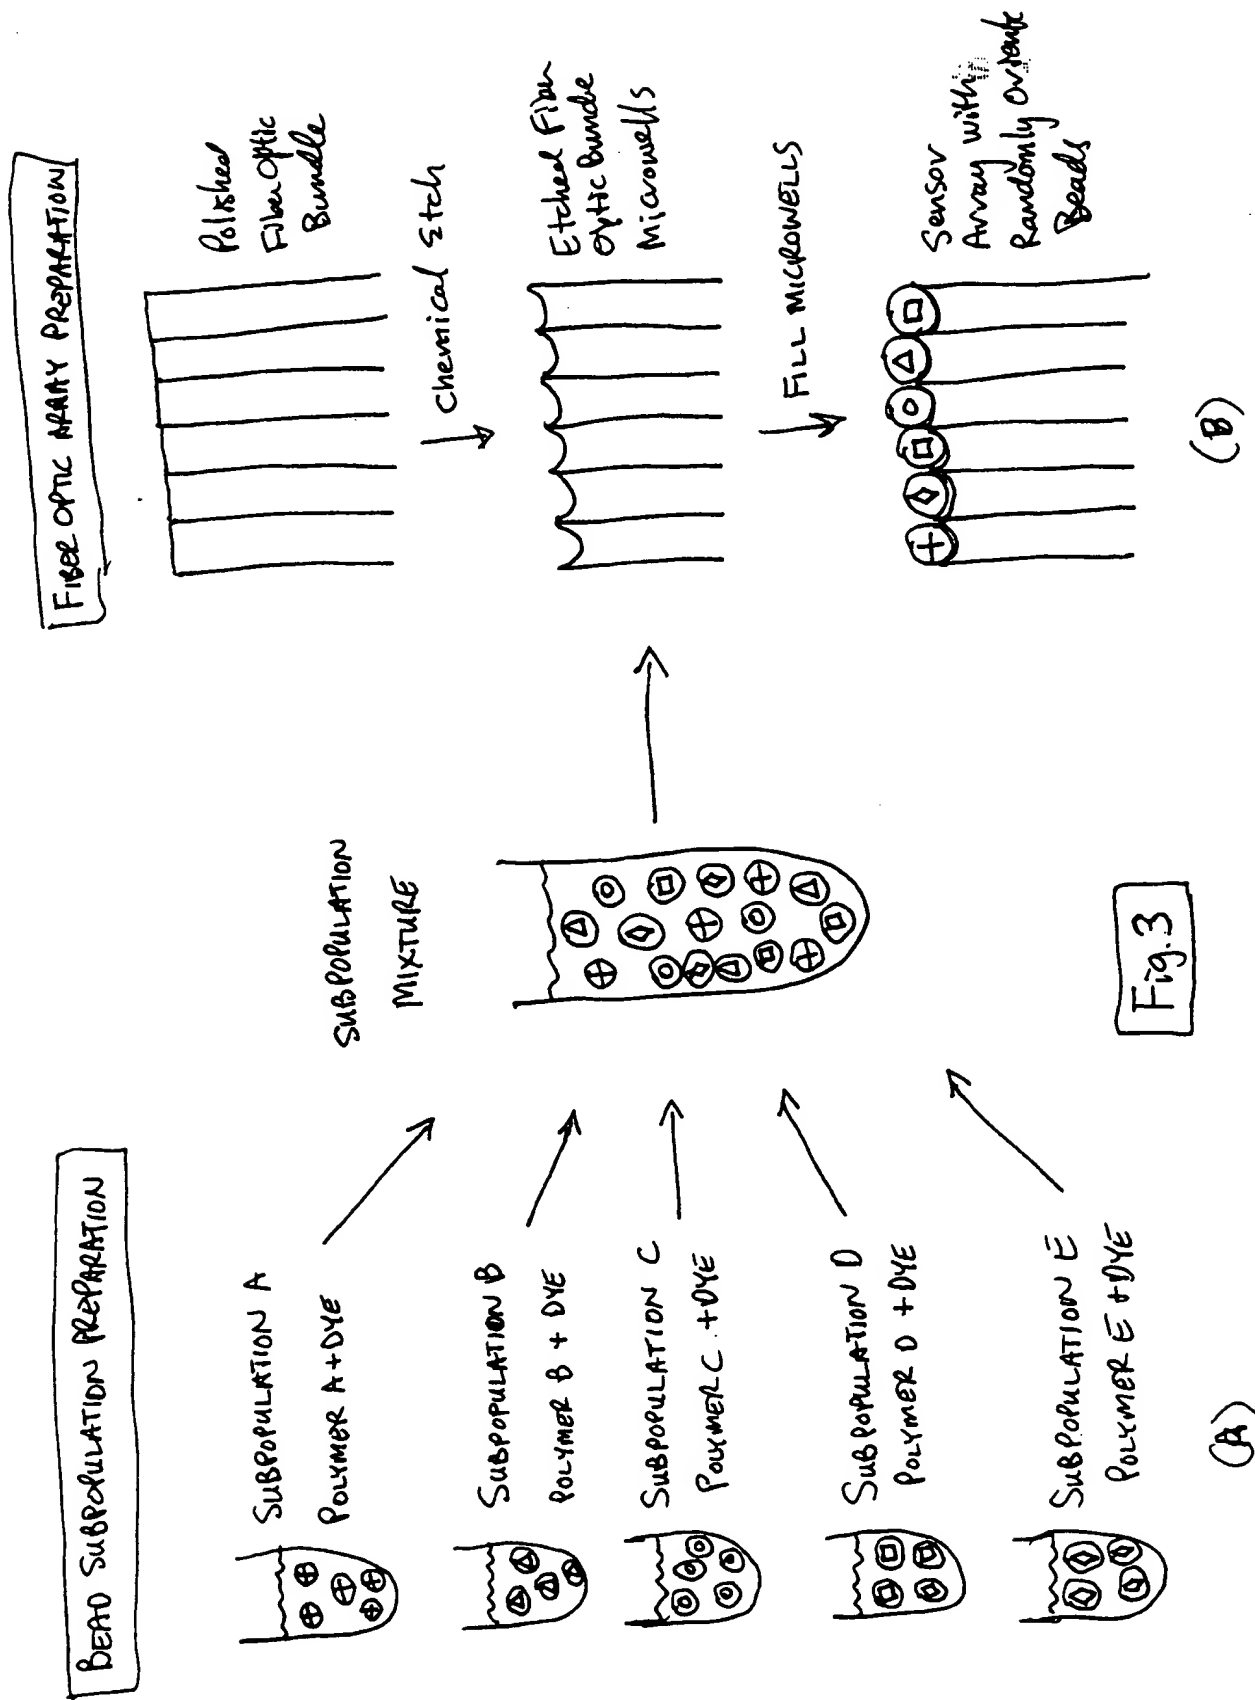 BEAD SUBPOPULATION PREPARATION
SUBPOPULATION A
POLYMER A + DYE
SUBPOPULATION B
POLYMER B + DYE
SUBPOPULATION C
POLYMER C . + DYE
SUBPOPULATION D
POLYMER D + DYE
SUBPOPULATION E
POLYMER E + DYE
(A)
SUBPOPULATION
MIXTURE
Fig.3
FIBER OPTIC ARRAY PREPARATION
Polished
Fiber Optic
Bundle
Chemical Etch
Etched Fiber
Optic Bundle
Microwells
FILL MICROWELLS
Sensor
Array with
Randomly
Beads
(B)